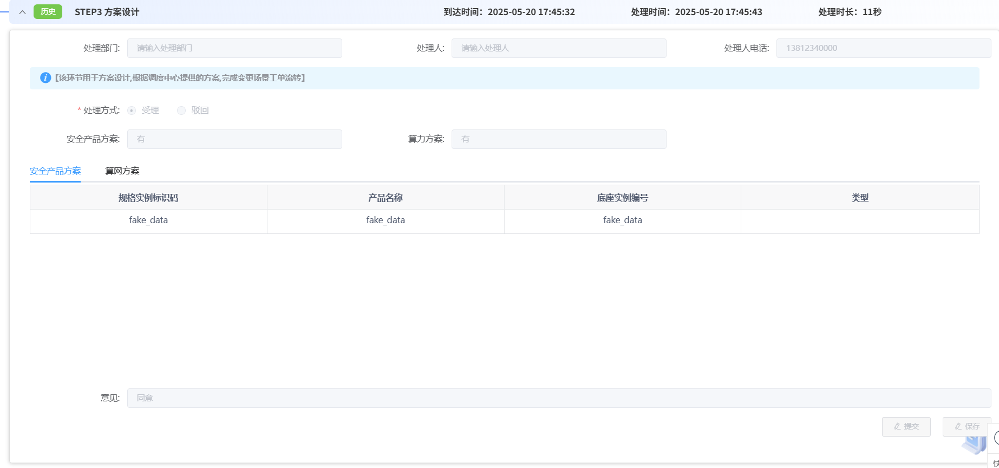 历史 STEP3 方案设计 到达时间：2025-05-20 17:45:32 处理时间：2025-05-20 17:45:43 处理时长：11秒
处理部门: 请输入处理部门 处理人: 请输入处理人 处理人电话: 13812340000
【该环节用于方案设计,根据调度中心提供的方案,完成变更场景工单流转】
* 处理方式: 受理 驳回
安全产品方案: 有 算力方案: 有
安全产品方案 算网方案
规格实例标识码 产品名称 底座实例编号 类型
fake_data fake_data fake_data
意见: 同意
提交 保存
快